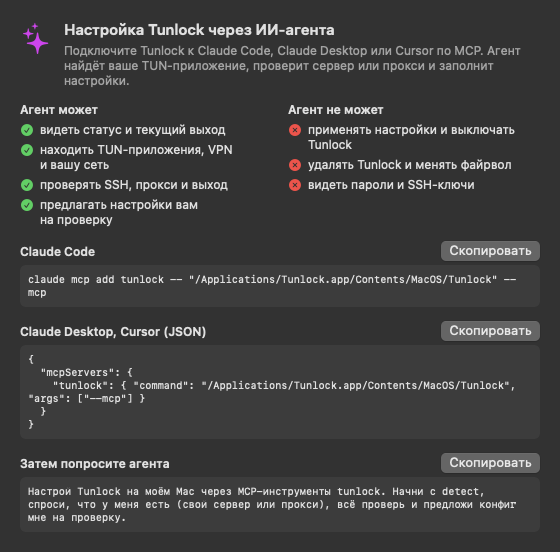 Настройка Tunlock через ИИ-агента
Подключите Tunlock к Claude Code, Claude Desktop или Cursor по MCP. Агент
найдёт ваше TUN-приложение, проверит сервер или прокси и заполнит
настройки.
Агент может
видеть статус и текущий выход
находить TUN-приложения, VPN
и вашу сеть
проверять SSH, прокси и выход
предлагать настройки вам
на проверку
Агент не может
применять настройки и выключать
Tunlock
удалять Tunlock и менять файрвол
видеть пароли и SSH-ключи
Claude Code
Скопировать
claude mcp add tunlock -- "/Applications/Tunlock.app/Contents/MacOS/Tunlock" --
mcp
Claude Desktop, Cursor (JSON)
Скопировать
{
"mcpServers": {
"tunlock": { "command": "/Applications/Tunlock.app/Contents/MacOS/Tunlock",
"args": ["--mcp"] }
}
}
Затем попросите агента
Скопировать
Настрой Tunlock на моём Mac через MCP-инструменты tunlock. Начни с detect,
спроси, что у меня есть (свои сервер или прокси), всё проверь и предложи конфиг
мне на проверку.